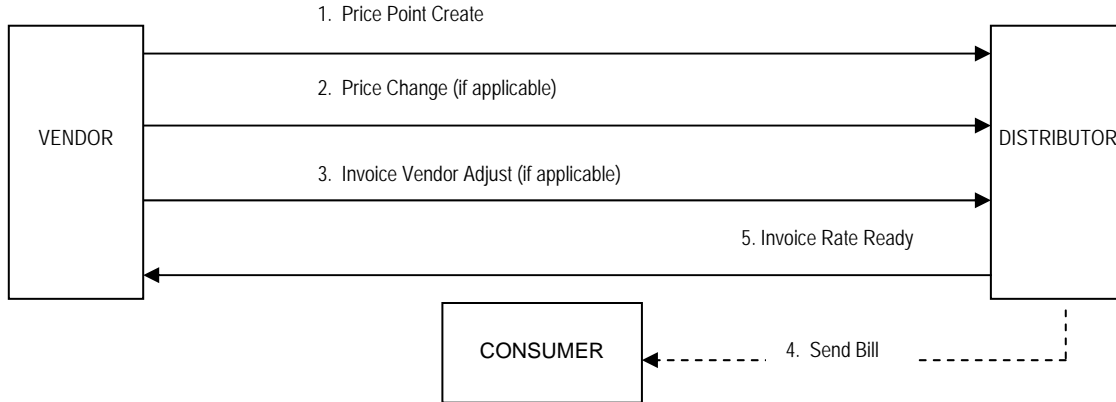 1. Price Point Create
2. Price Change (if applicable)
VENDOR
DISTRIBUTOR
3. Invoice Vendor Adjust (if applicable)
5. Invoice Rate Ready
CONSUMER
4. Send Bill